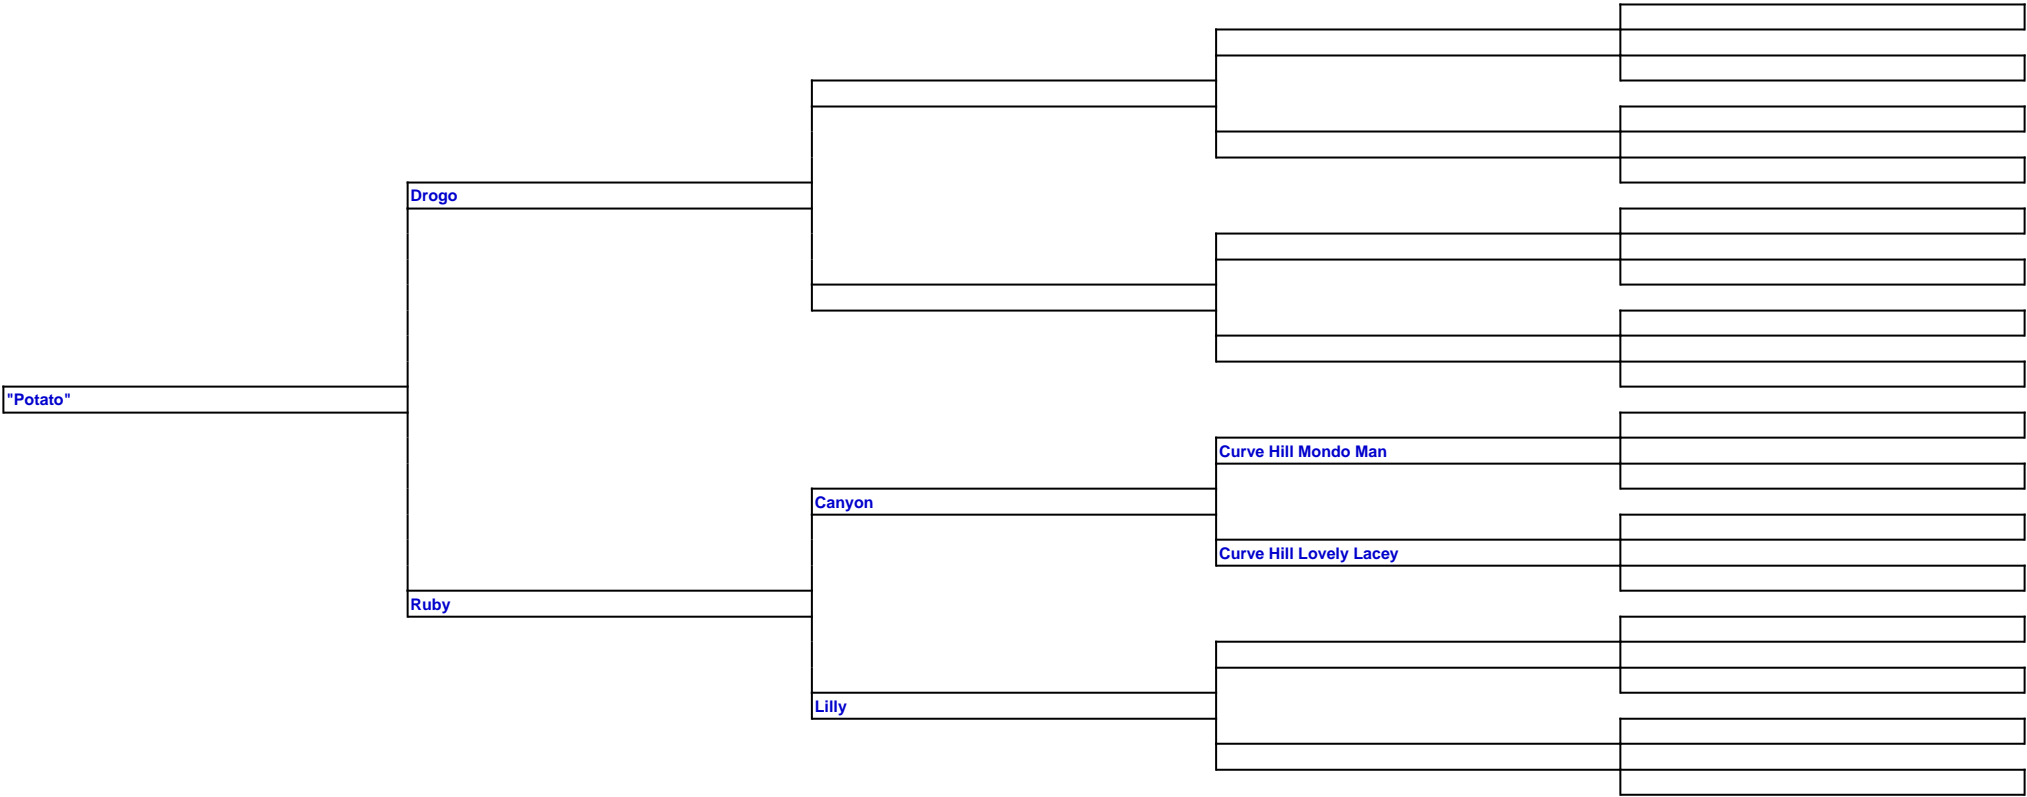 Drogo
"Potato"
Curve Hill Mondo Man
Canyon
Curve Hill Lovely Lacey
Ruby
Lilly